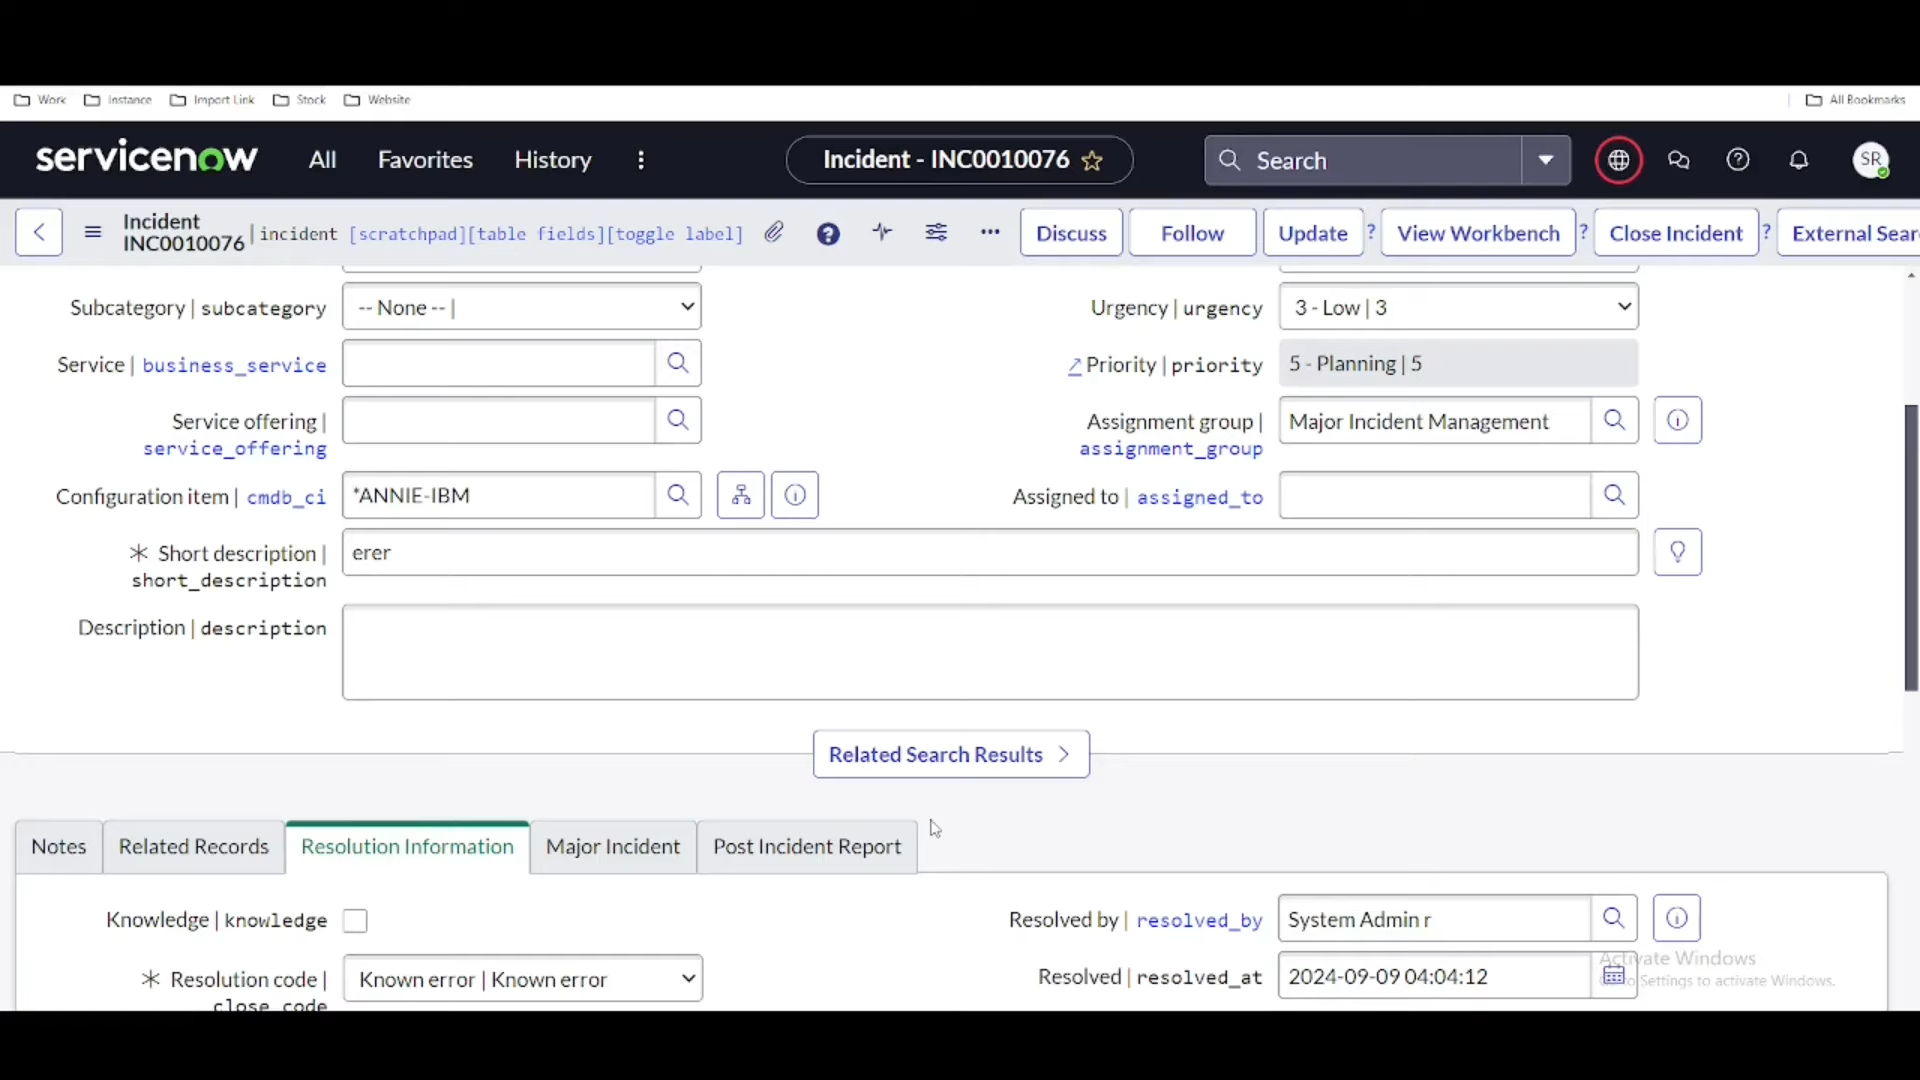 Work Instance Import Link Stock Website All Bookmarks
servicenow All Favorites History Incident - INC0010076 Search SR
Incident
INC0010076 | incident [scratchpad][table fields][toggle label] Discuss Follow Update ? View Workbench ? Close Incident ? External Sear
Subcategory | subcategory -- None -- | Urgency | urgency 3 - Low | 3
Service | business_service Priority | priority 5 - Planning | 5
Service offering |
service_offering
Assignment group |
assignment_group
Major Incident Management
Configuration item | cmdb_ci *ANNIE-IBM Assigned to | assigned_to
Short description |
short_description
erer
Description | description
Related Search Results
Notes Related Records Resolution Information Major Incident Post Incident Report
Knowledge | knowledge Resolved by | resolved_by System Admin r
Resolution code |
close_code
Known error | Known error Resolved | resolved_at 2024-09-09 04:04:12
Activate Windows
Settings to activate Windows.